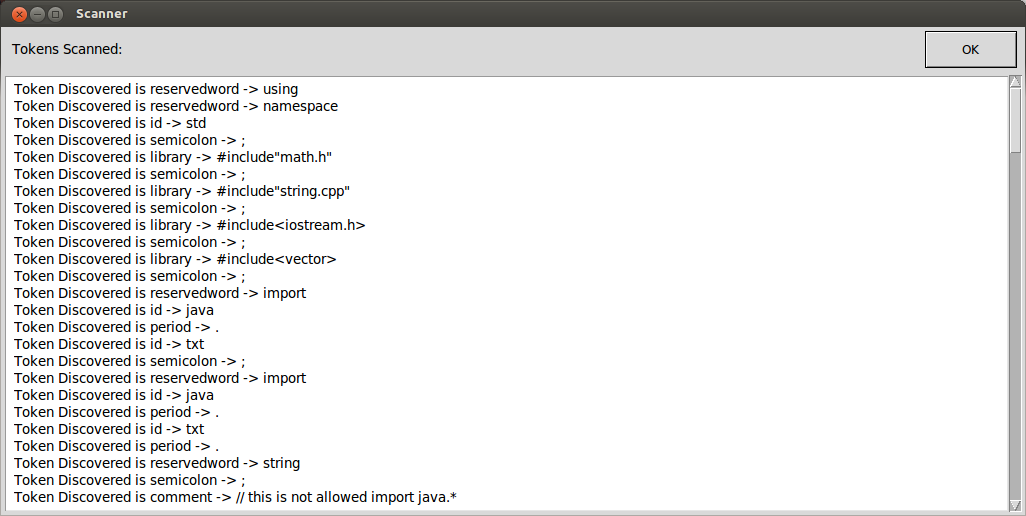 Scanner
Tokens Scanned:
OK
Token Discovered is reservedword -> using
Token Discovered is reservedword -> namespace
Token Discovered is id -> std
Token Discovered is semicolon -> ;
Token Discovered is library -> #include"math.h"
Token Discovered is semicolon -> ;
Token Discovered is library -> #include"string.cpp"
Token Discovered is semicolon -> ;
Token Discovered is library -> #include<iostream.h>
Token Discovered is semicolon -> ;
Token Discovered is library -> #include<vector>
Token Discovered is semicolon -> ;
Token Discovered is reservedword -> import
Token Discovered is id -> java
Token Discovered is period -> .
Token Discovered is id -> txt
Token Discovered is semicolon -> ;
Token Discovered is reservedword -> import
Token Discovered is id -> java
Token Discovered is period -> .
Token Discovered is id -> txt
Token Discovered is period -> .
Token Discovered is reservedword -> string
Token Discovered is semicolon -> ;
Token Discovered is comment -> // this is not allowed import java.*